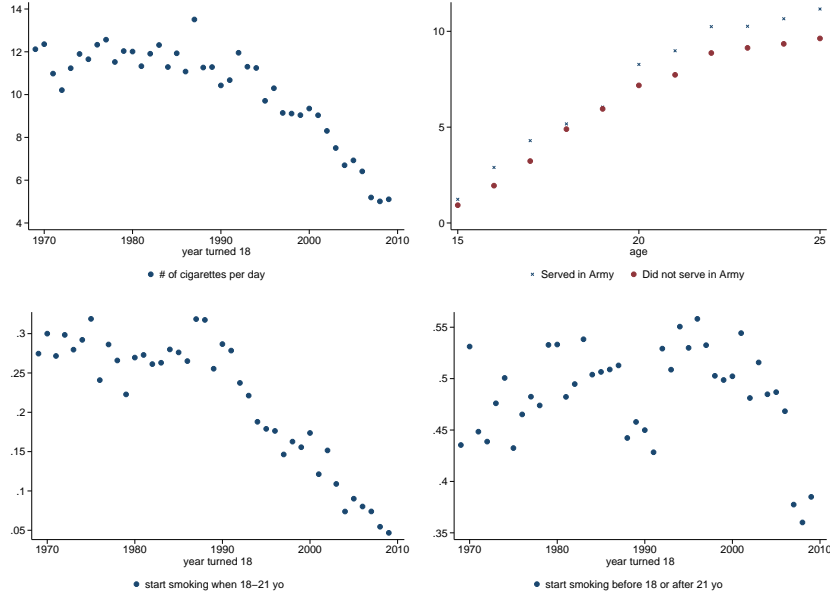 14
12
10
8
6
4
1970 1980 1990 2000 2010
year turned 18
# of cigarettes per day
10
5
0
15 20 25
age
Served in Army Did not serve in Army
.3
.25
.2
.15
.1
.05
1970 1980 1990 2000 2010
year turned 18
start smoking when 18–21 yo
.55
.5
.45
.4
.35
1970 1980 1990 2000 2010
year turned 18
start smoking before 18 or after 21 yo